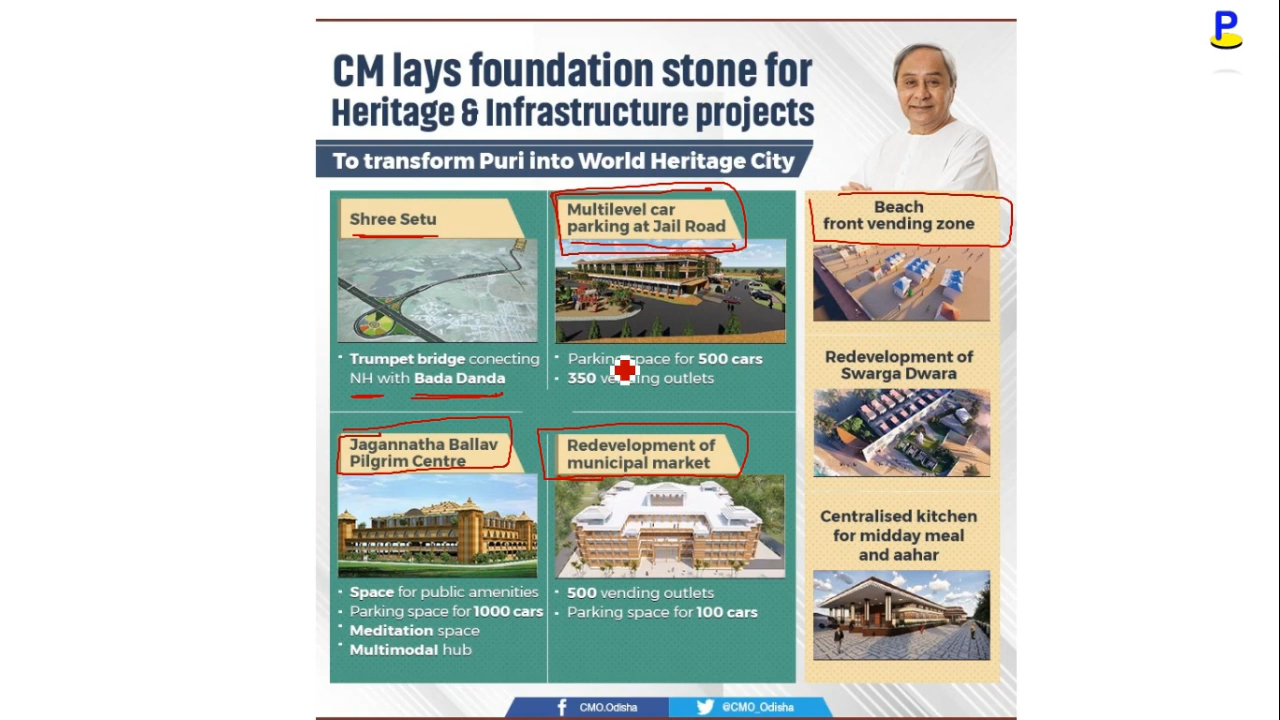 P
CM lays foundation stone for
Heritage & Infrastructure projects
To transform Puri into World Heritage City
Shree Setu
· Trumpet bridge conecting
NH with Bada Danda
Multilevel car
parking at Jail Road
· Parking space for 500 cars
· 350 vending outlets
Jagannatha Ballav
Pilgrim Centre
· Space for public amenities
· Parking space for 1000 cars
· Meditation space
· Multimodal hub
Redevelopment of
municipal market
· 500 vending outlets
· Parking space for 100 cars
Beach
front vending zone
Redevelopment of
Swarga Dwara
Centralised kitchen
for midday meal
and aahar
CMO.Odisha
@CMO_Odisha